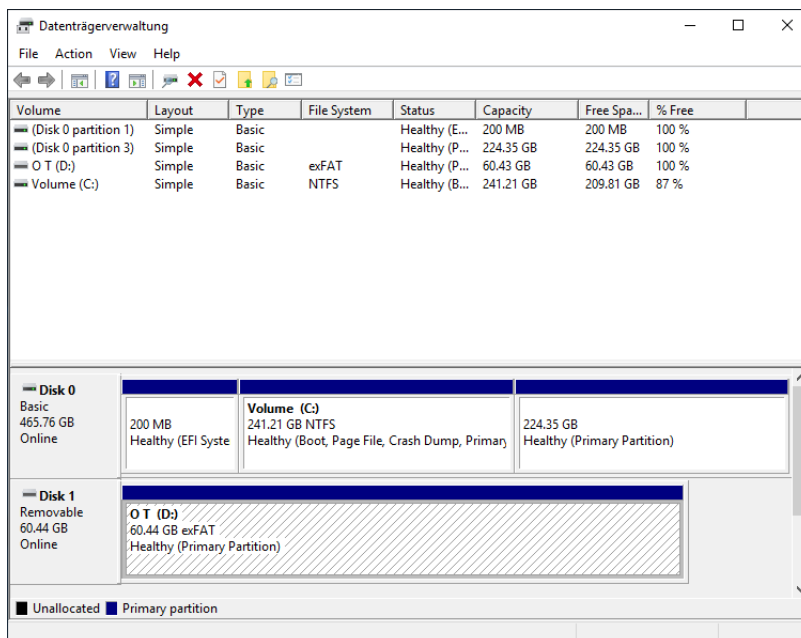 Datenträgerverwaltung
File Action View Help
Volume Layout Type File System Status Capacity Free Spa... % Free
(Disk 0 partition 1) Simple Basic Healthy (E... 200 MB 200 MB 100 %
(Disk 0 partition 3) Simple Basic Healthy (P... 224.35 GB 224.35 GB 100 %
O T (D:) Simple Basic exFAT Healthy (P... 60.43 GB 60.43 GB 100 %
Volume (C:) Simple Basic NTFS Healthy (B... 241.21 GB 209.81 GB 87 %
Disk 0
Basic
465.76 GB
Online
200 MB
Healthy (EFI Syste
Volume (C:)
241.21 GB NTFS
Healthy (Boot, Page File, Crash Dump, Primary
224.35 GB
Healthy (Primary Partition)
Disk 1
Removable
60.44 GB
Online
O T (D:)
60.44 GB exFAT
Healthy (Primary Partition)
Unallocated Primary partition